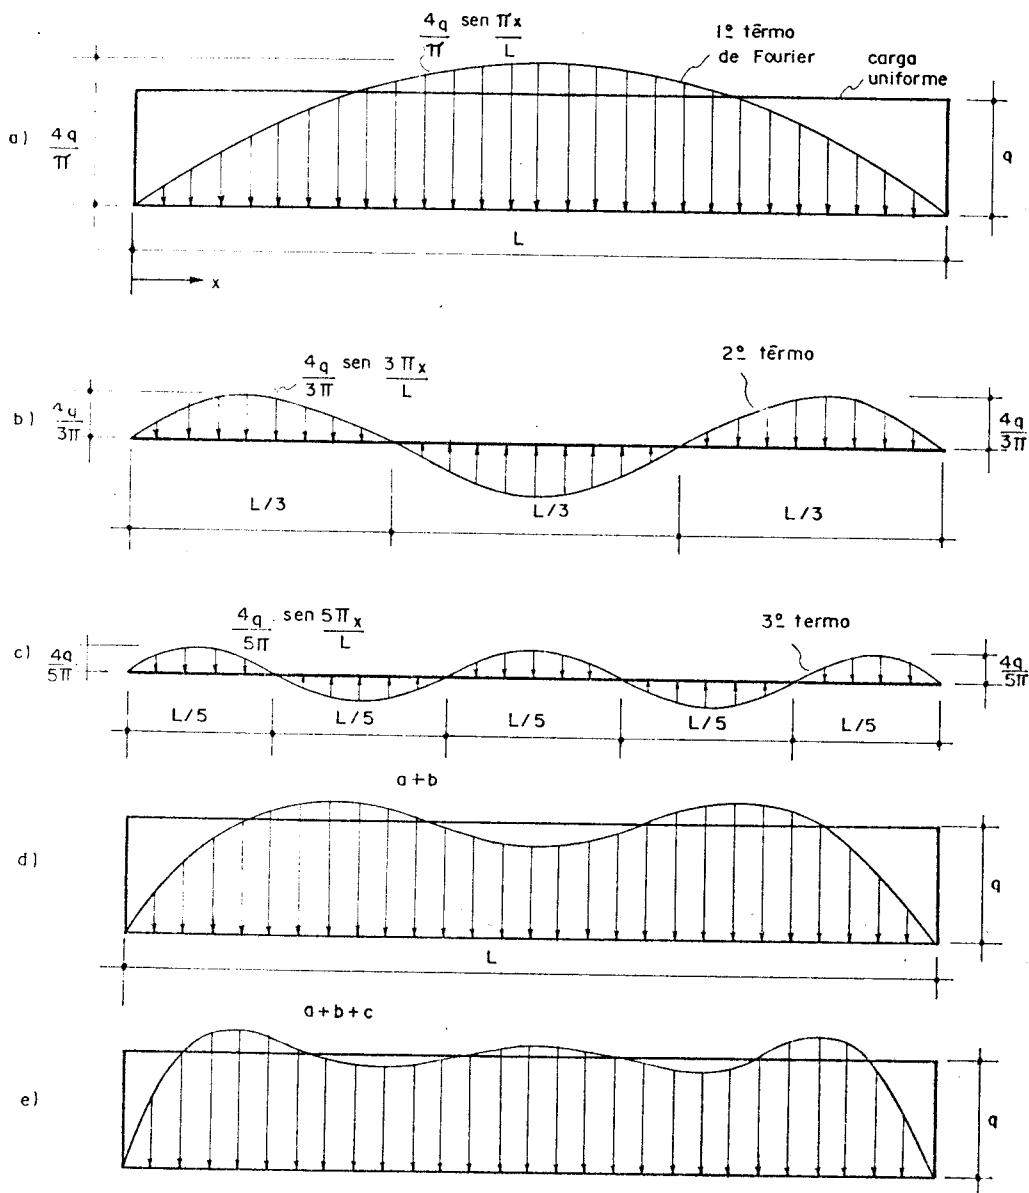 4q/π sen πx/L
1º têrmo
de Fourier
carga
uniforme
a)
4q/π
q
L
x
4q/3π sen 3πx/L
2º têrmo
b)
4q/3π
4q/3π
L/3
L/3
L/3
4q/5π sen 5πx/L
3º termo
c)
4q/5π
4q/5π
L/5
L/5
L/5
L/5
L/5
a+b
d)
q
L
a+b+c
e)
q